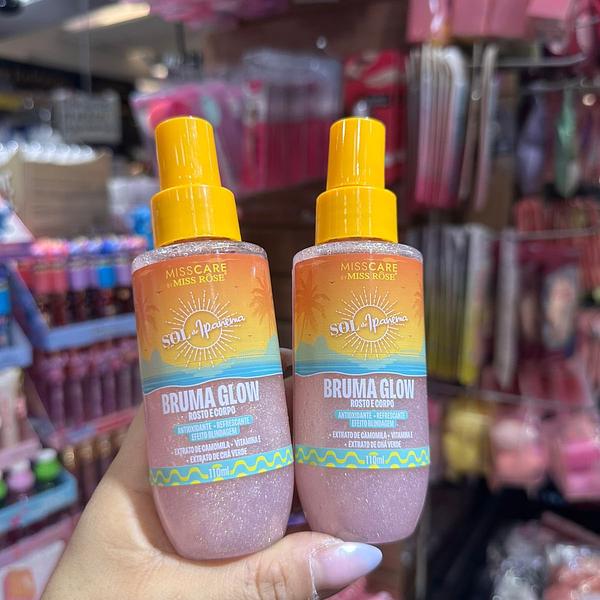 MISSCARE
BY MISS RÔSE
SOL de Ipanema
BRUMA GLOW
ROSTO E CORPO
ANTIOXIDANTE • REFRESCANTE
EFEITO BLINDAGEM
• EXTRATO DE CAMOMILA • VITAMINA E
• EXTRATO DE CHÁ VERDE
110ml
MISSCARE
BY MISS RÔSE
SOL de Ipanema
BRUMA GLOW
ROSTO E CORPO
ANTIOXIDANTE • REFRESCANTE
EFEITO BLINDAGEM
• EXTRATO DE CAMOMILA • VITAMINA E
• EXTRATO DE CHÁ VERDE
110ml